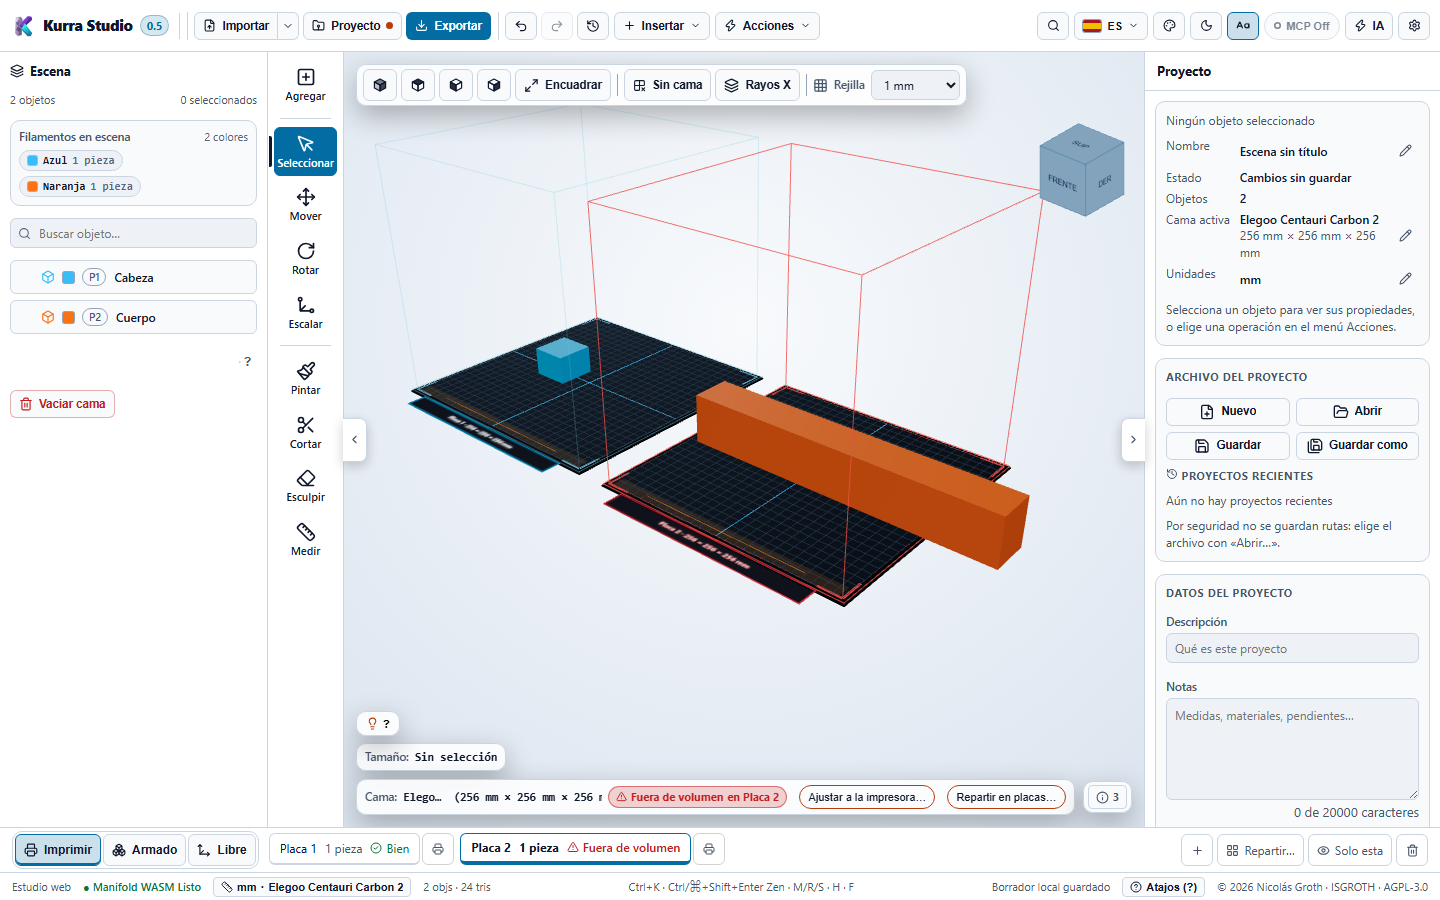 Kurra Studio 0.5 Importar Proyecto Exportar Insertar Acciones ES Aa MCP Off IA
Escena
2 objetos 0 seleccionados
Filamentos en escena 2 colores
Azul 1 pieza
Naranja 1 pieza
Buscar objeto...
P1 Cabeza
P2 Cuerpo
?
Vaciar cama
Agregar
Seleccionar
Mover
Rotar
Escalar
Pintar
Cortar
Esculpir
Medir
Encuadrar Sin cama Rayos X Rejilla 1 mm
SUP
FRENTE DER
Placa 2 · 256 × 256 × 256 mm
?
Tamaño: Sin selección
Cama: Elego... (256 mm × 256 mm × 256 Fuera de volumen en Placa 2 Ajustar a la impresora... Repartir en placas... 3
Proyecto
Ningún objeto seleccionado
Nombre Escena sin título
Estado Cambios sin guardar
Objetos 2
Cama activa Elegoo Centauri Carbon 2
256 mm × 256 mm × 256
mm
Unidades mm
Selecciona un objeto para ver sus propiedades,
o elige una operación en el menú Acciones.
ARCHIVO DEL PROYECTO
Nuevo Abrir
Guardar Guardar como
PROYECTOS RECIENTES
Aún no hay proyectos recientes
Por seguridad no se guardan rutas: elige el
archivo con «Abrir...».
DATOS DEL PROYECTO
Descripción
Qué es este proyecto
Notas
Medidas, materiales, pendientes...
0 de 20000 caracteres
Imprimir Armado Libre Placa 1 1 pieza Bien Placa 2 1 pieza Fuera de volumen + Repartir... Solo esta
Estudio web ● Manifold WASM Listo mm · Elegoo Centauri Carbon 2 2 objs · 24 tris Ctrl+K · Ctrl/⌘+Shift+Enter Zen · M/R/S · H · F Borrador local guardado Atajos (?) © 2026 Nicolás Groth · ISGROTH · AGPL-3.0